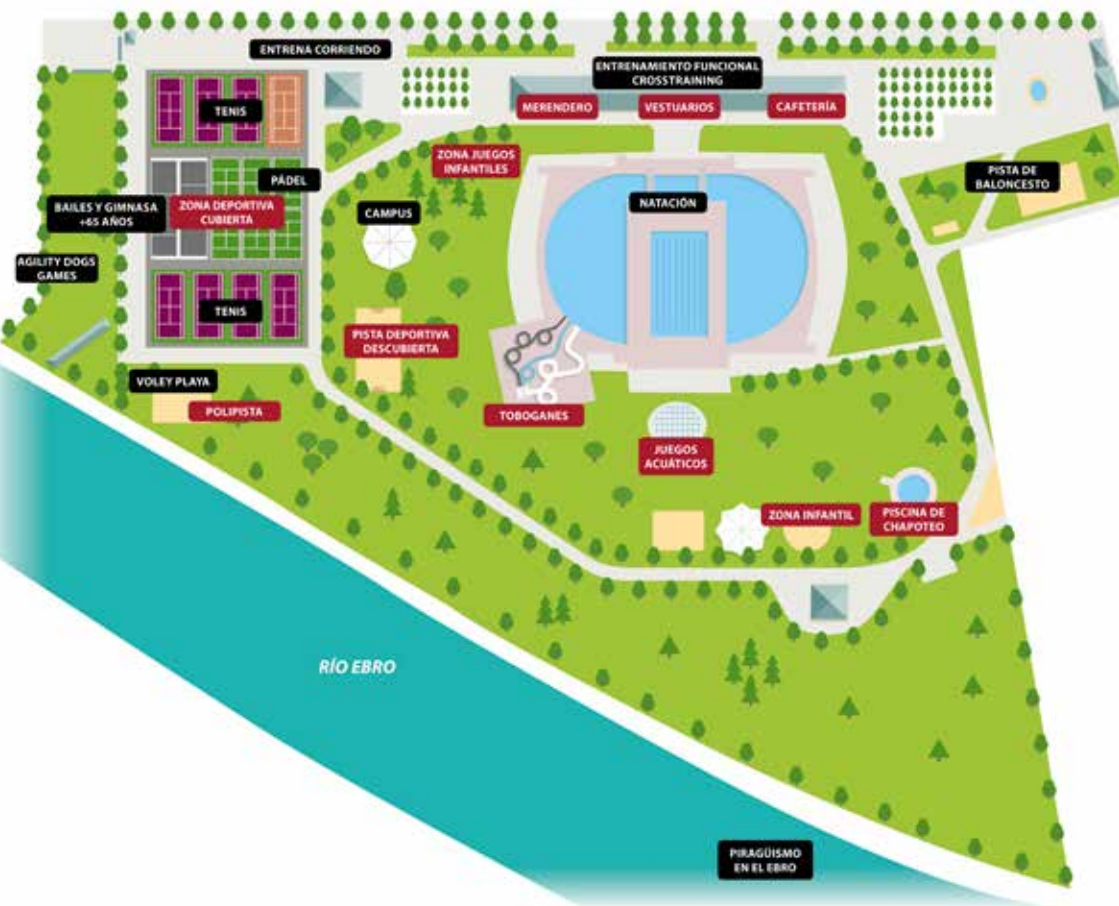 ENTRENA CORRIENDO
ENTRENAMIENTO FUNCIONAL
CROSSTRAINING
MERENDERO
VESTUARIOS
CAFETERÍA
TENIS
ZONA JUEGOS
INFANTILES
PÁDEL
PISTA DE
BALONCESTO
BAILES Y GIMNASA
+65 AÑOS
ZONA DEPORTIVA
CUBIERTA
CAMPUS
NATACIÓN
AGILITY DOGS
GAMES
TENIS
PISTA DEPORTIVA
DESCUBIERTA
VOLEY PLAYA
POLIPISTA
TOBOGANES
JUEGOS
ACUÁTICOS
ZONA INFANTIL
PISCINA DE
CHAPOTEO
RÍO EBRO
PIRAGÜISMO
EN EL EBRO